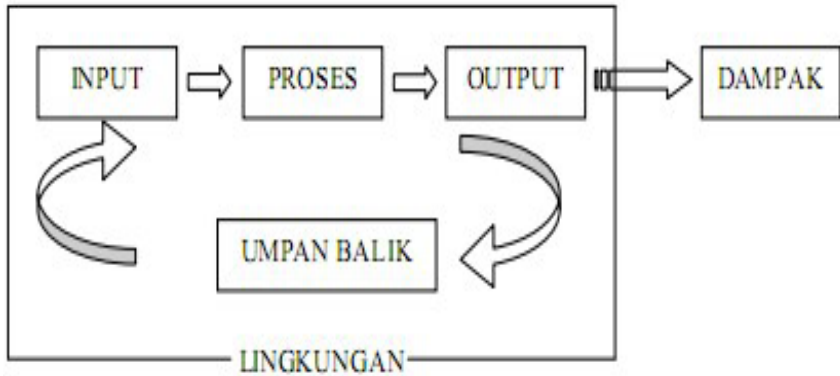 INPUT
PROSES
OUTPUT
DAMPAK
UMPAN BALIK
LINGKUNGAN